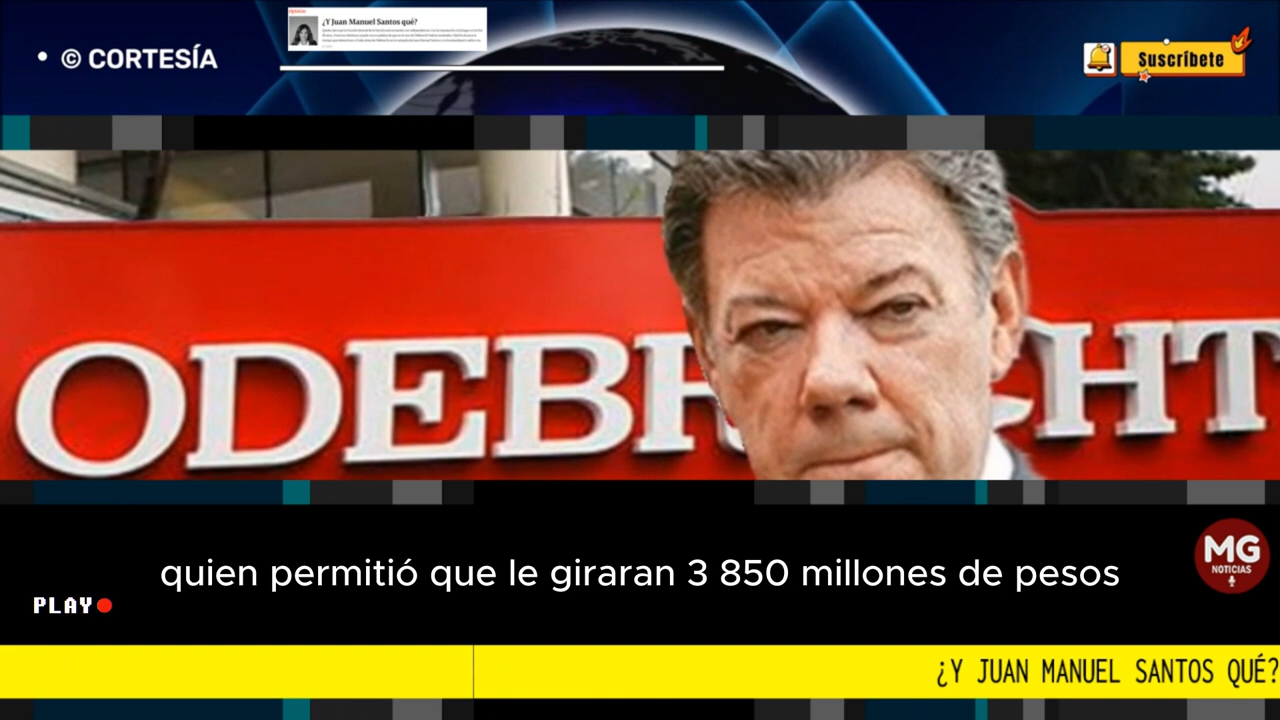 ¿Y Juan Manuel Santos qué?
• © CORTESÍA
Suscríbete
ODEBR HT
quien permitió que le giraran 3 850 millones de pesos
MG
NOTICIAS
PLAY
¿Y JUAN MANUEL SANTOS QUÉ?